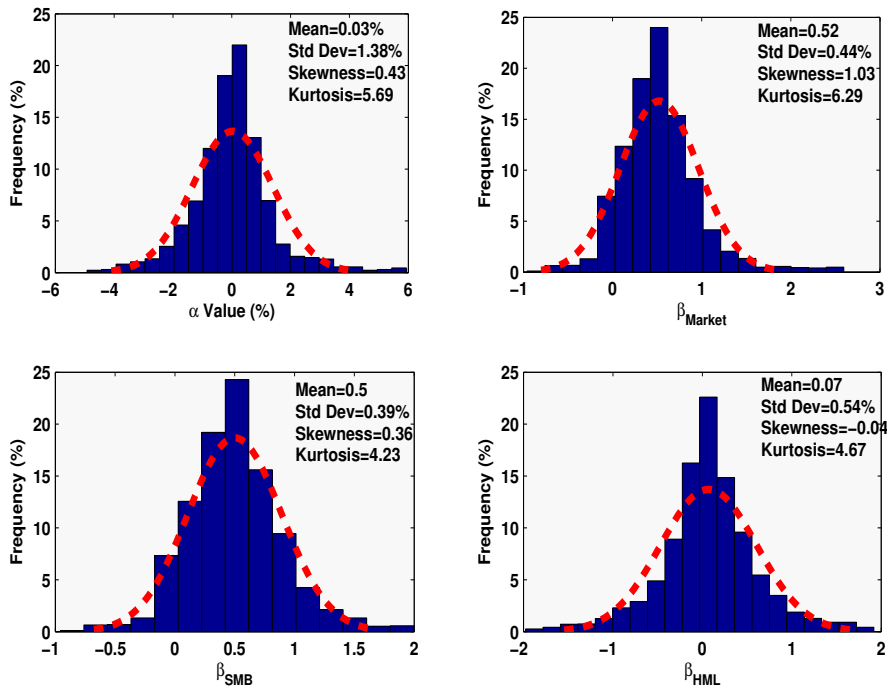 Mean=0.03%
Std Dev=1.38%
Skewness=0.43
Kurtosis=5.69
Frequency (%)
25
20
15
10
5
0
−6
−4
−2
0
2
4
6
α Value (%)
Mean=0.52
Std Dev=0.44%
Skewness=1.03
Kurtosis=6.29
Frequency (%)
25
20
15
10
5
0
−1
0
1
2
3
βMarket
Mean=0.5
Std Dev=0.39%
Skewness=0.36
Kurtosis=4.23
Frequency (%)
25
20
15
10
5
0
−1
−0.5
0
0.5
1
1.5
2
βSMB
Mean=0.07
Std Dev=0.54%
Skewness=−0.04
Kurtosis=4.67
Frequency (%)
25
20
15
10
5
0
−2
−1
0
1
2
βHML